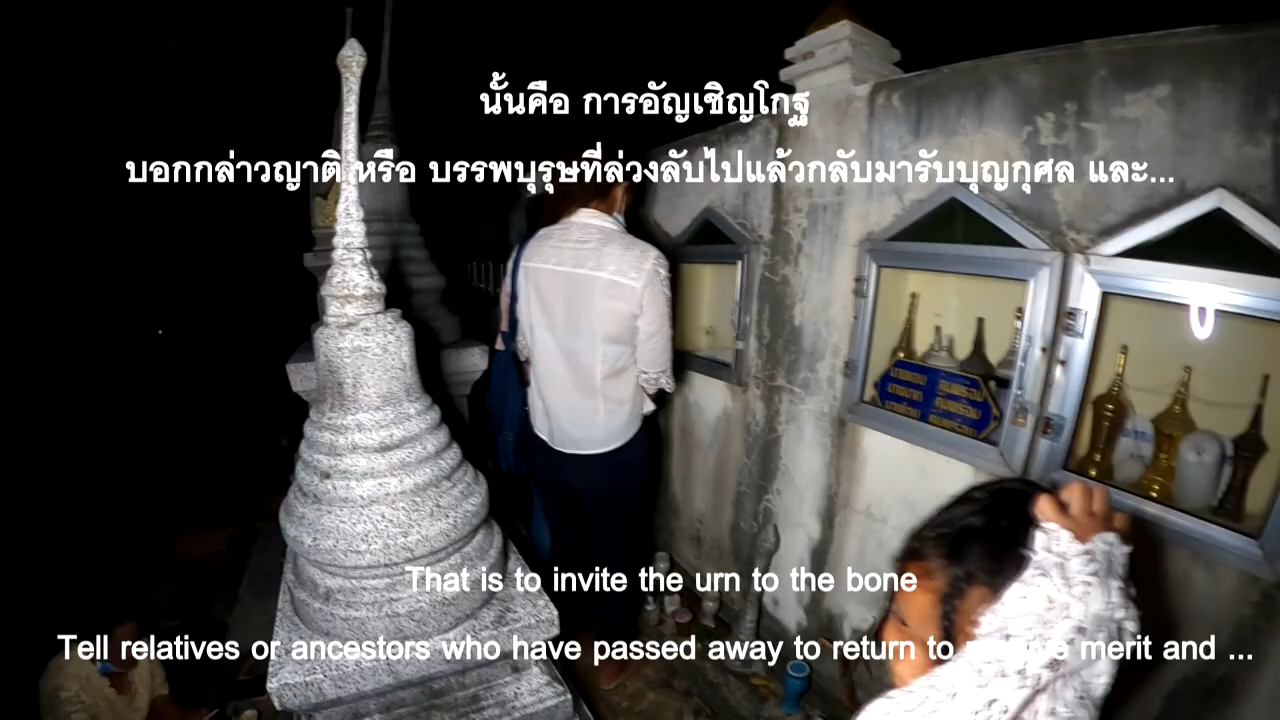 นั้นคือ การอัญเชิญโกฐ
บอกกล่าวญาติ หรือ บรรพบุรุษที่ล่วงลับไปแล้วกลับมารับบุญกุศล และ...
That is to invite the urn to the bone
Tell relatives or ancestors who have passed away to return to receive merit and ...